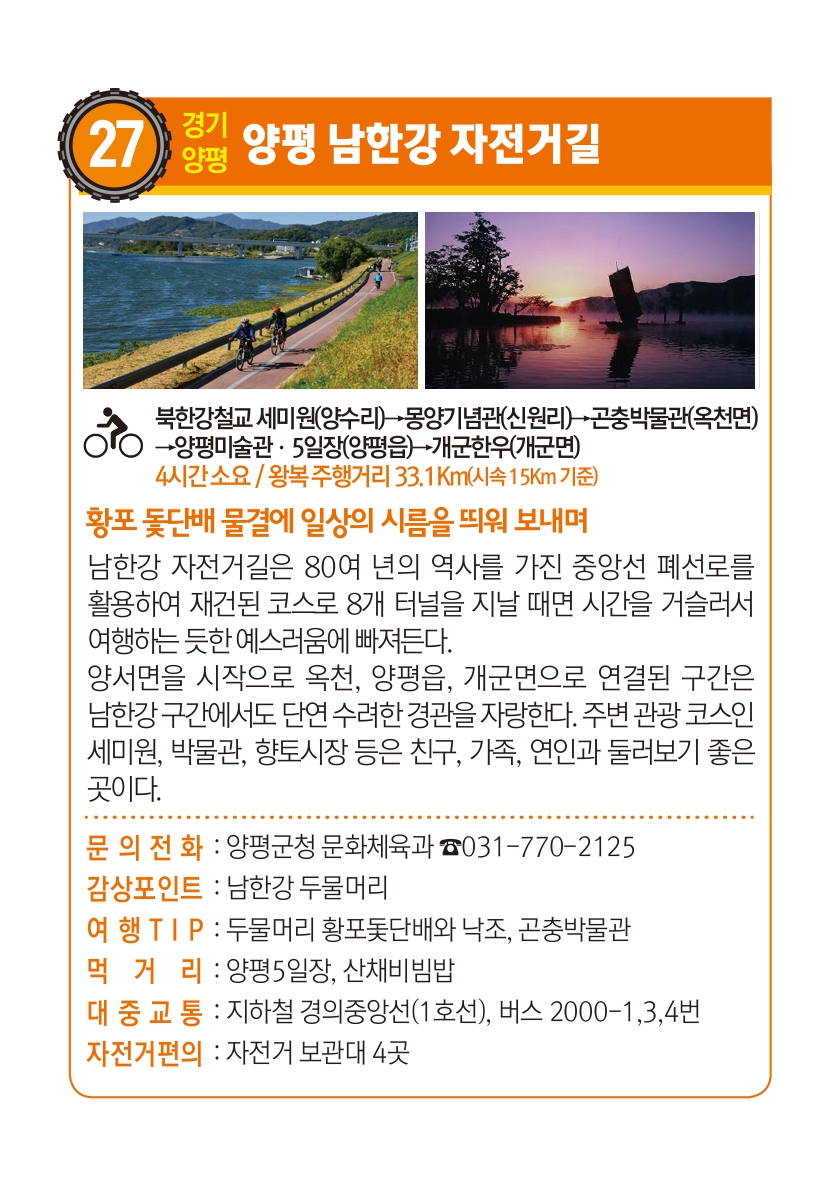 27
경기
양평
양평 남한강 자전거길
북한강철교 세미원(양수리)→몽양기념관(신원리)→곤충박물관(옥천면)
→양평미술관 · 5일장(양평읍)→개군한우(개군면)
4시간 소요 / 왕복 주행거리 33.1Km(시속 15Km 기준)
황포 돛단배 물결에 일상의 시름을 띄워 보내며
남한강 자전거길은 80여 년의 역사를 가진 중앙선 폐선로를
활용하여 재건된 코스로 8개 터널을 지날 때면 시간을 거슬러서
여행하는 듯한 예스러움에 빠져든다.
양서면을 시작으로 옥천, 양평읍, 개군면으로 연결된 구간은
남한강 구간에서도 단연 수려한 경관을 자랑한다. 주변 관광 코스인
세미원, 박물관, 향토시장 등은 친구, 가족, 연인과 둘러보기 좋은
곳이다.
문 의 전 화 : 양평군청 문화체육과 ☎031-770-2125
감상포인트 : 남한강 두물머리
여 행 T I P : 두물머리 황포돛단배와 낙조, 곤충박물관
먹 거 리 : 양평5일장, 산채비빔밥
대 중 교 통 : 지하철 경의중앙선(1호선), 버스 2000-1,3,4번
자전거편의 : 자전거 보관대 4곳